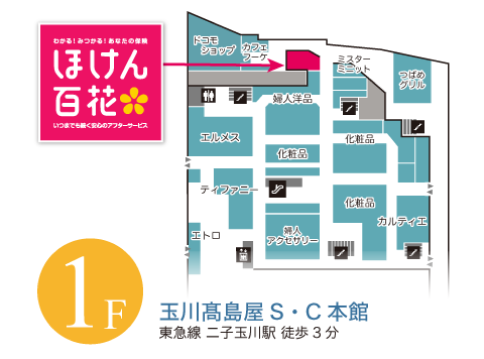 わかる!みつかる!あなたの保険
ほけん
百花
いつまでも続く安心のアフターサービス
ドコモ
ショップ
カフェ
フーケ
ミスター
ミニット
つばめ
グリル
婦人洋品
エルメス
化粧品
化粧品
ティファニー
化粧品
カルティエ
エトロ
婦人
アクセサリー
1F
玉川髙島屋 S・C 本館
東急線 二子玉川駅 徒歩 3 分